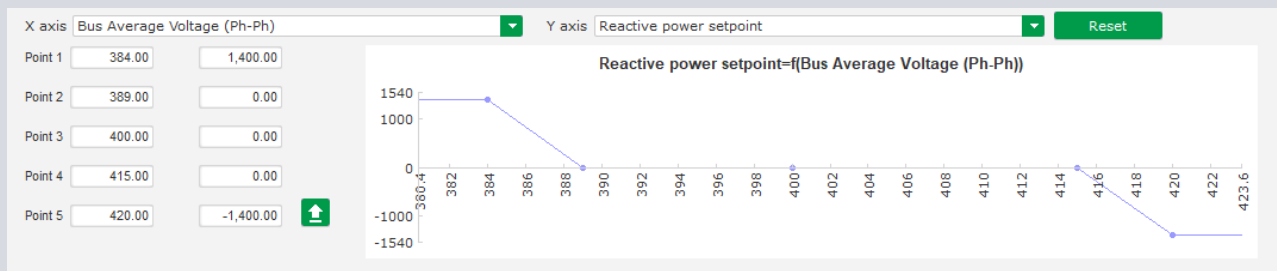 X axis Bus Average Voltage (Ph-Ph) Y axis Reactive power setpoint Reset
Point 1 384.00 1,400.00
Point 2 389.00 0.00
Point 3 400.00 0.00
Point 4 415.00 0.00
Point 5 420.00 -1,400.00
Reactive power setpoint=f(Bus Average Voltage (Ph-Ph))
1540
1000
0
-1000
-1540
380.4 382 384 386 388 390 392 394 396 398 400 402 404 406 408 410 412 414 416 418 420 422 423.6